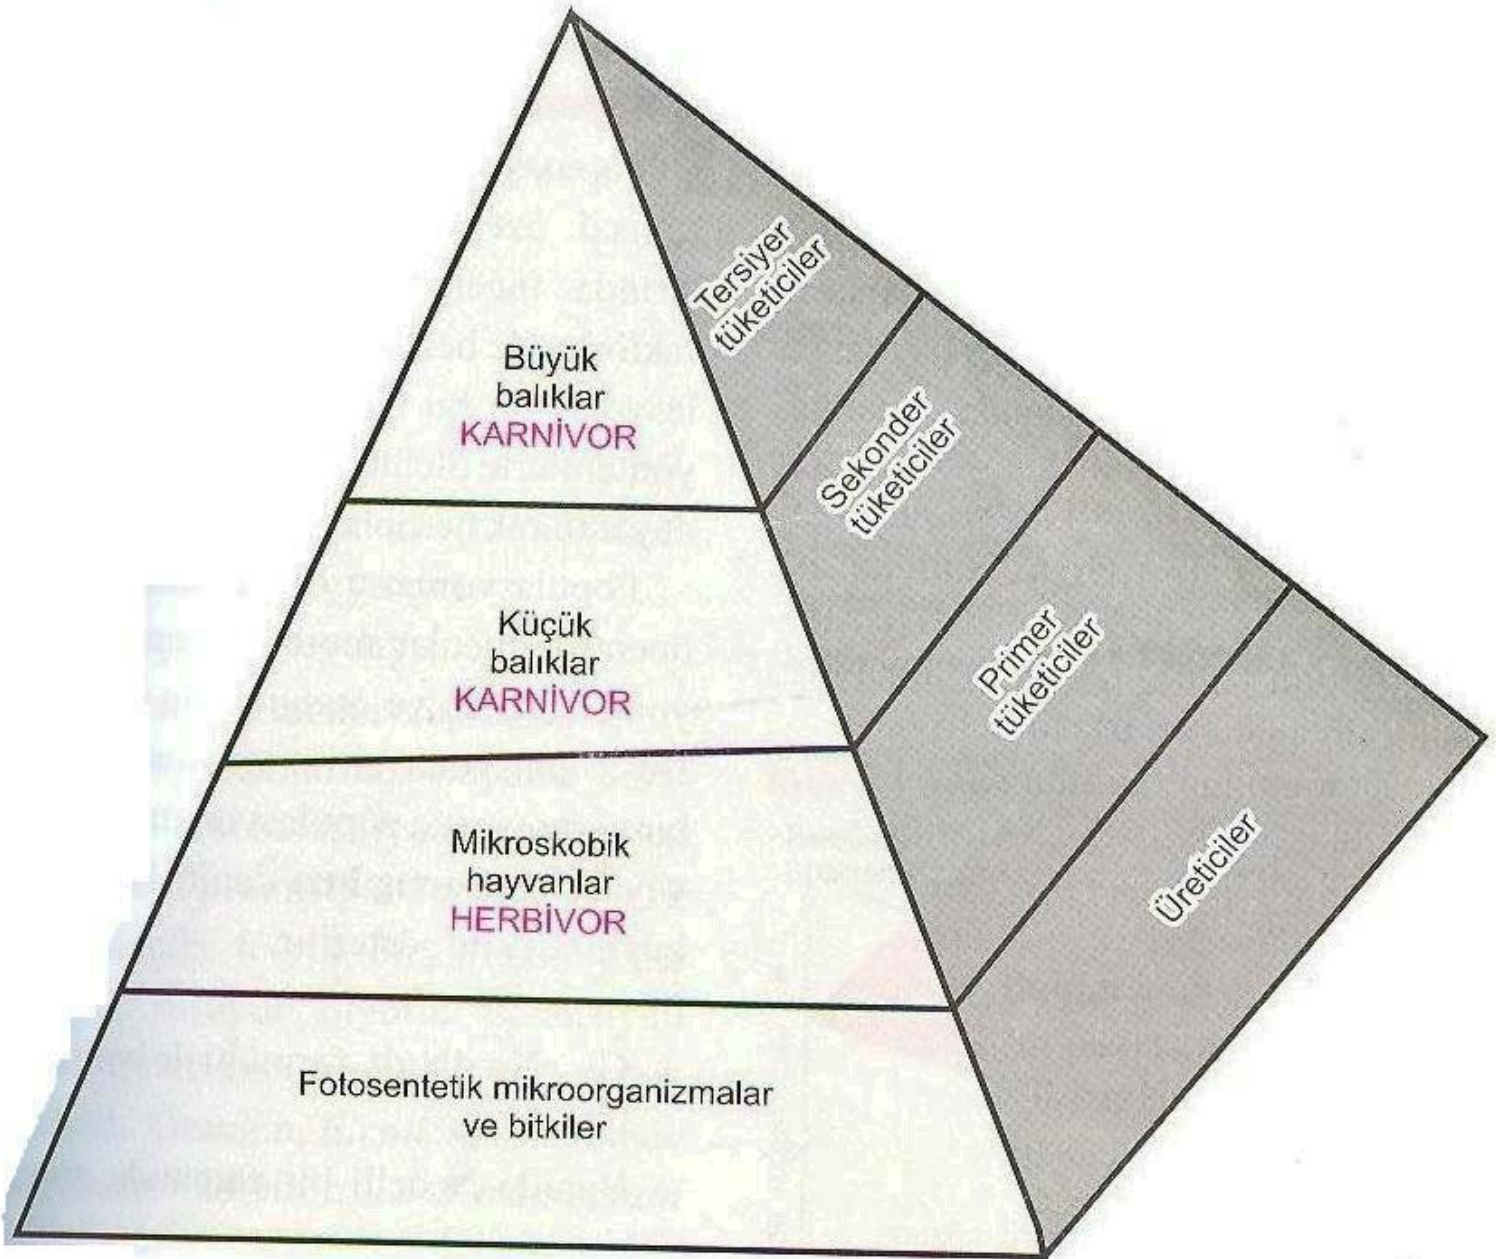 Tersiyer
tüketiciler
Büyük
balıklar
KARNİVOR
Sekonder
tüketiciler
Küçük
balıklar
KARNİVOR
Primer
tüketiciler
Mikroskobik
hayvanlar
HERBİVOR
Üreticiler
Fotosentetik mikroorganizmalar
ve bitkiler